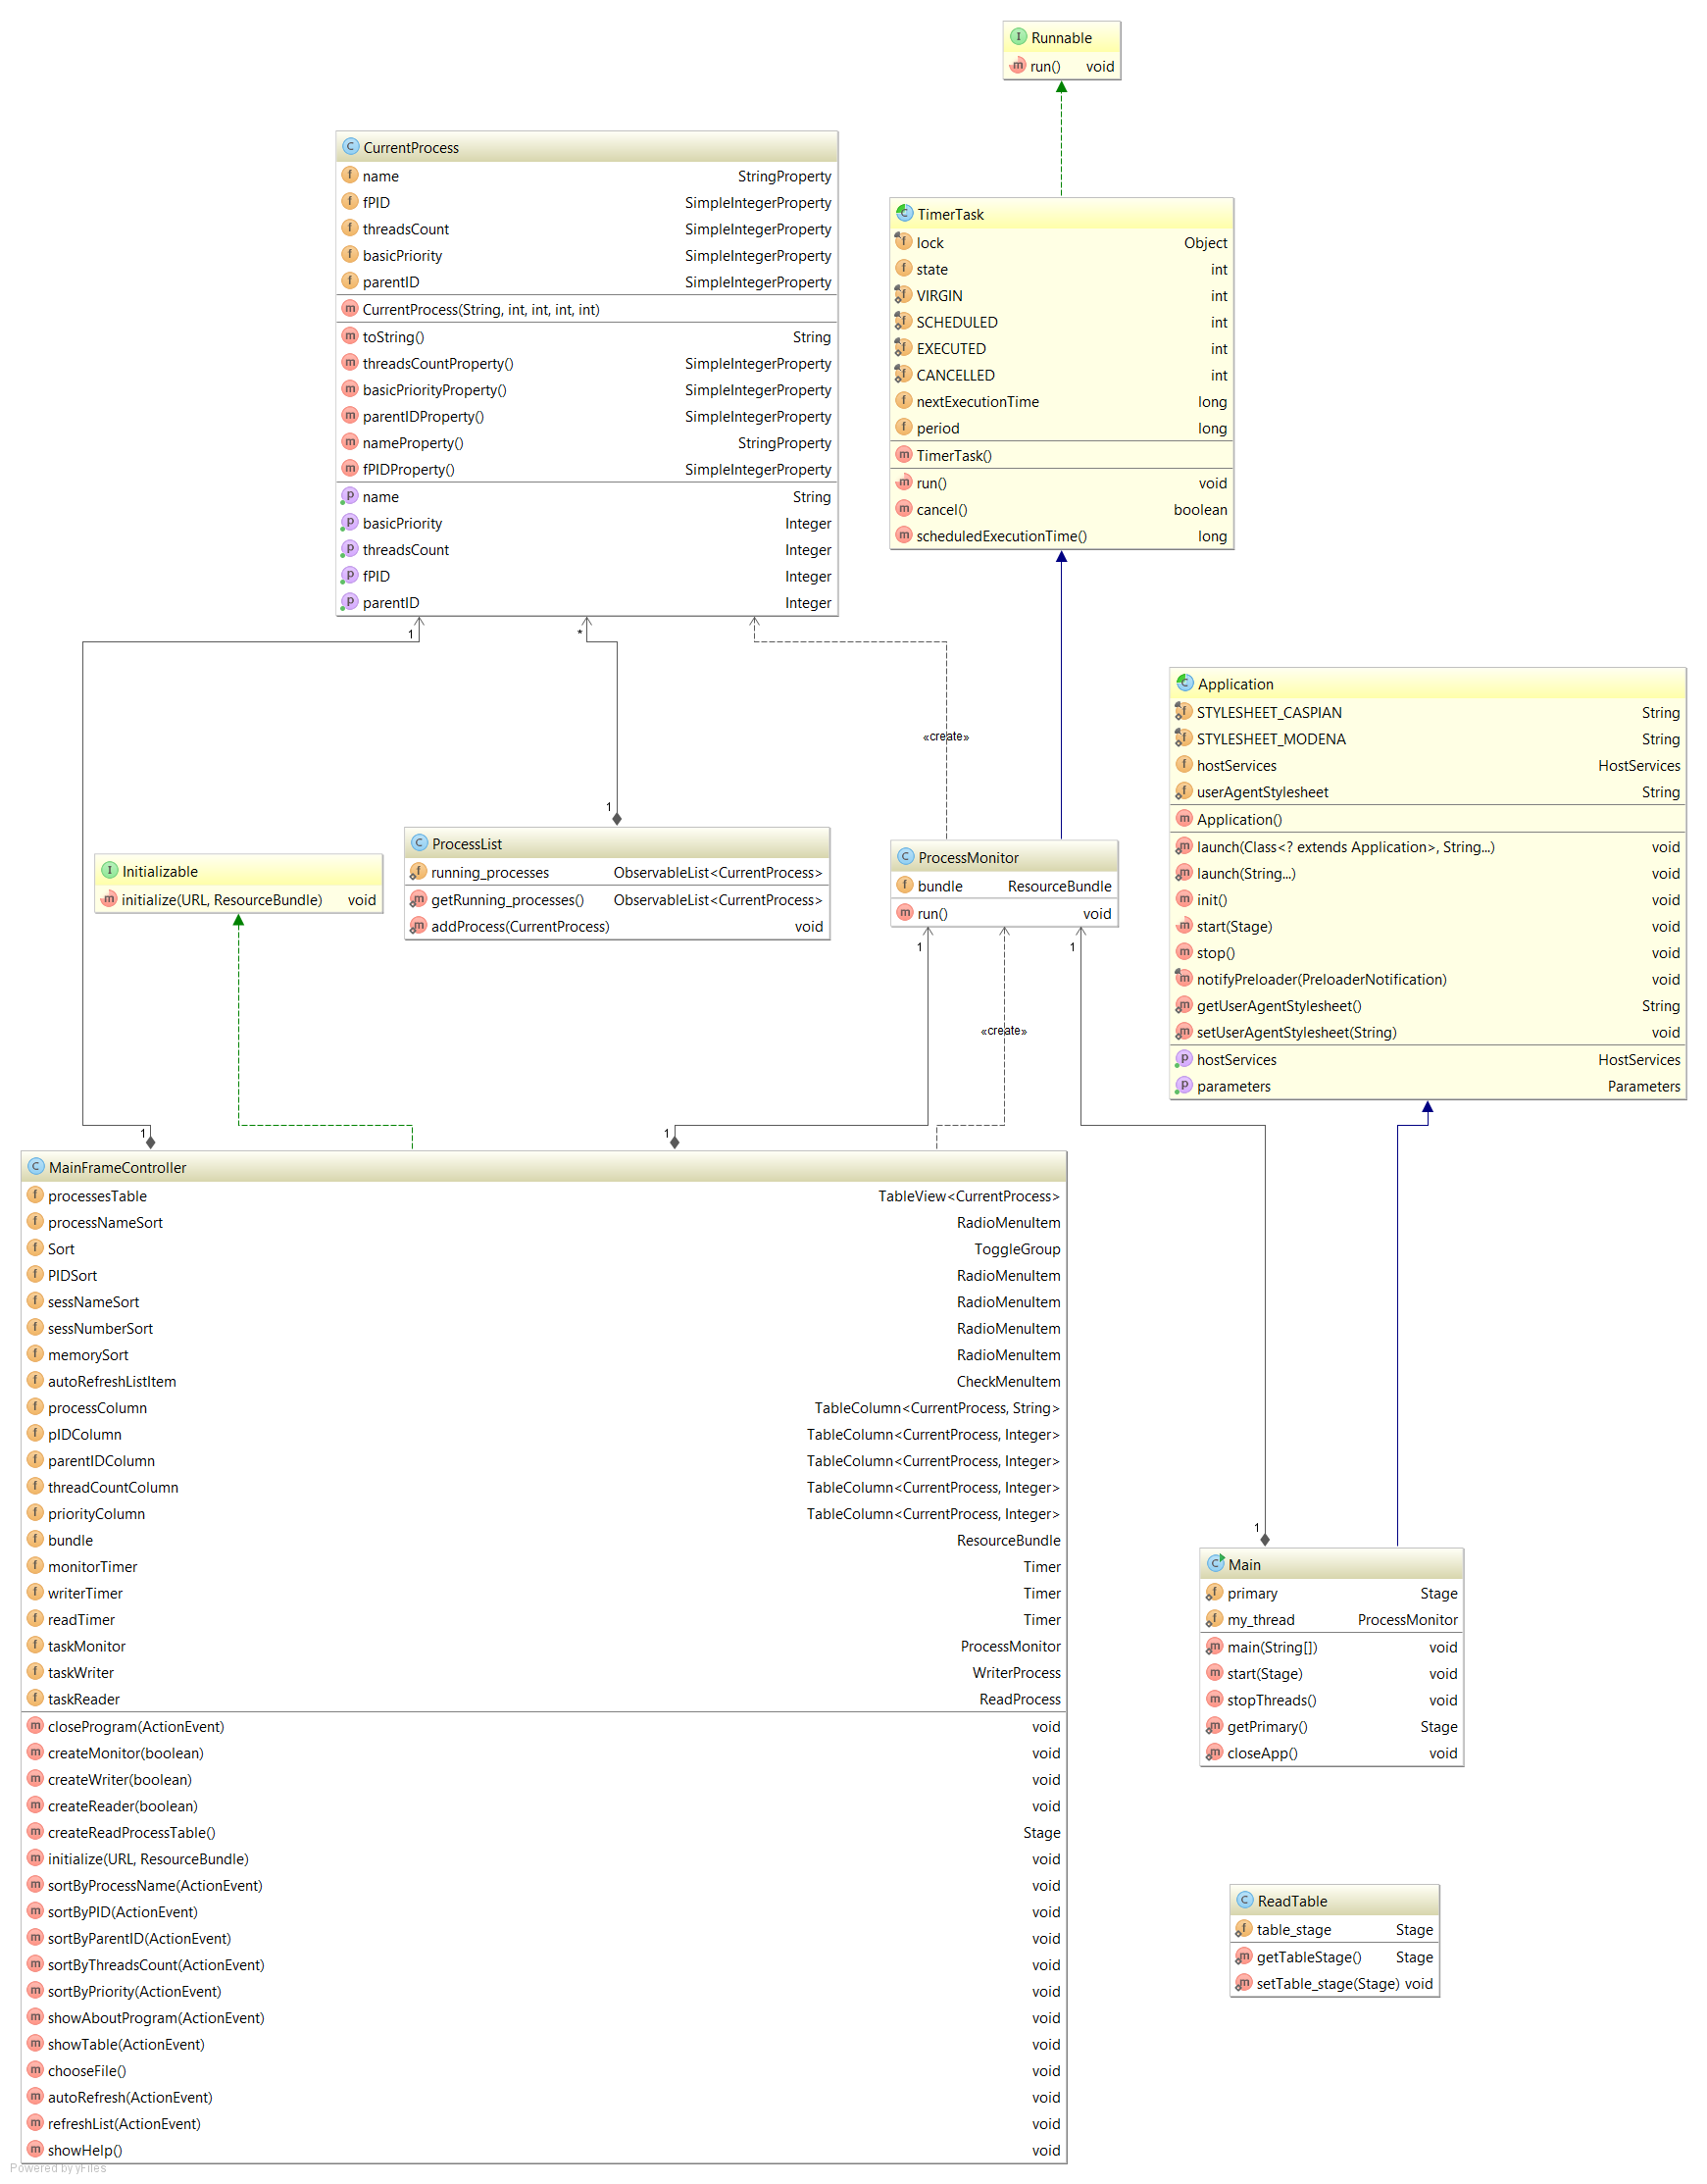 Runnable
run() void
CurrentProcess
name StringProperty
fPID SimpleIntegerProperty
threadsCount SimpleIntegerProperty
basicPriority SimpleIntegerProperty
parentID SimpleIntegerProperty
CurrentProcess(String, int, int, int, int)
toString() String
threadsCountProperty() SimpleIntegerProperty
basicPriorityProperty() SimpleIntegerProperty
parentIDProperty() SimpleIntegerProperty
nameProperty() StringProperty
fPIDProperty() SimpleIntegerProperty
name String
basicPriority Integer
threadsCount Integer
fPID Integer
parentID Integer
TimerTask
lock Object
state int
VIRGIN int
SCHEDULED int
EXECUTED int
CANCELLED int
nextExecutionTime long
period long
TimerTask()
run() void
cancel() boolean
scheduledExecutionTime() long
1
*
«create»
1
Application
STYLESHEET_CASPIAN String
STYLESHEET_MODENA String
hostServices HostServices
userAgentStylesheet String
Application()
launch(Class<? extends Application>, String...) void
launch(String...) void
init() void
start(Stage) void
stop() void
notifyPreloader(PreloaderNotification) void
getUserAgentStylesheet() String
setUserAgentStylesheet(String) void
hostServices HostServices
parameters Parameters
Initializable
initialize(URL, ResourceBundle) void
ProcessList
running_processes ObservableList<CurrentProcess>
getRunning_processes() ObservableList<CurrentProcess>
addProcess(CurrentProcess) void
ProcessMonitor
bundle ResourceBundle
run() void
1
1
«create»
1
1
MainFrameController
processesTable TableView<CurrentProcess>
processNameSort RadioMenuItem
Sort ToggleGroup
PIDSort RadioMenuItem
sessNameSort RadioMenuItem
sessNumberSort RadioMenuItem
memorySort RadioMenuItem
autoRefreshListItem CheckMenuItem
processColumn TableColumn<CurrentProcess, String>
pIDColumn TableColumn<CurrentProcess, Integer>
parentIDColumn TableColumn<CurrentProcess, Integer>
threadCountColumn TableColumn<CurrentProcess, Integer>
priorityColumn TableColumn<CurrentProcess, Integer>
bundle ResourceBundle
monitorTimer Timer
writerTimer Timer
readTimer Timer
taskMonitor ProcessMonitor
taskWriter WriterProcess
taskReader ReadProcess
closeProgram(ActionEvent) void
createMonitor(boolean) void
createWriter(boolean) void
createReader(boolean) void
createReadProcessTable() Stage
initialize(URL, ResourceBundle) void
sortByProcessName(ActionEvent) void
sortByPID(ActionEvent) void
sortByParentID(ActionEvent) void
sortByThreadsCount(ActionEvent) void
sortByPriority(ActionEvent) void
showAboutProgram(ActionEvent) void
showTable(ActionEvent) void
chooseFile() void
autoRefresh(ActionEvent) void
refreshList(ActionEvent) void
showHelp() void
1
Main
primary Stage
my_thread ProcessMonitor
main(String[]) void
start(Stage) void
stopThreads() void
getPrimary() Stage
closeApp() void
ReadTable
table_stage Stage
getTableStage() Stage
setTable_stage(Stage) void
Powered by yFiles